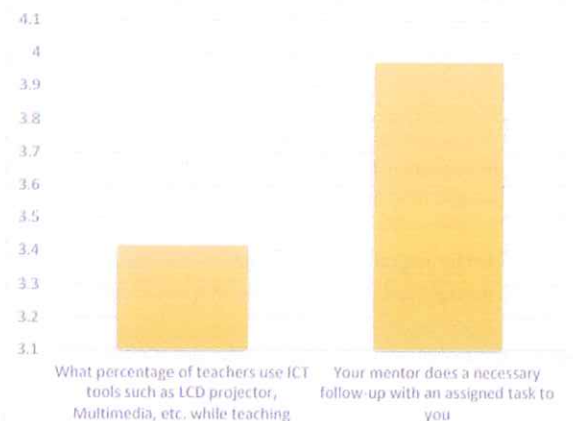 4.1
4
3.9
3.8
3.7
3.6
3.5
3.4
3.3
3.2
3.1
What percentage of teachers use ICT
tools such as LCD projector,
Multimedia, etc. while teaching
Your mentor does a necessary
follow-up with an assigned task to
you